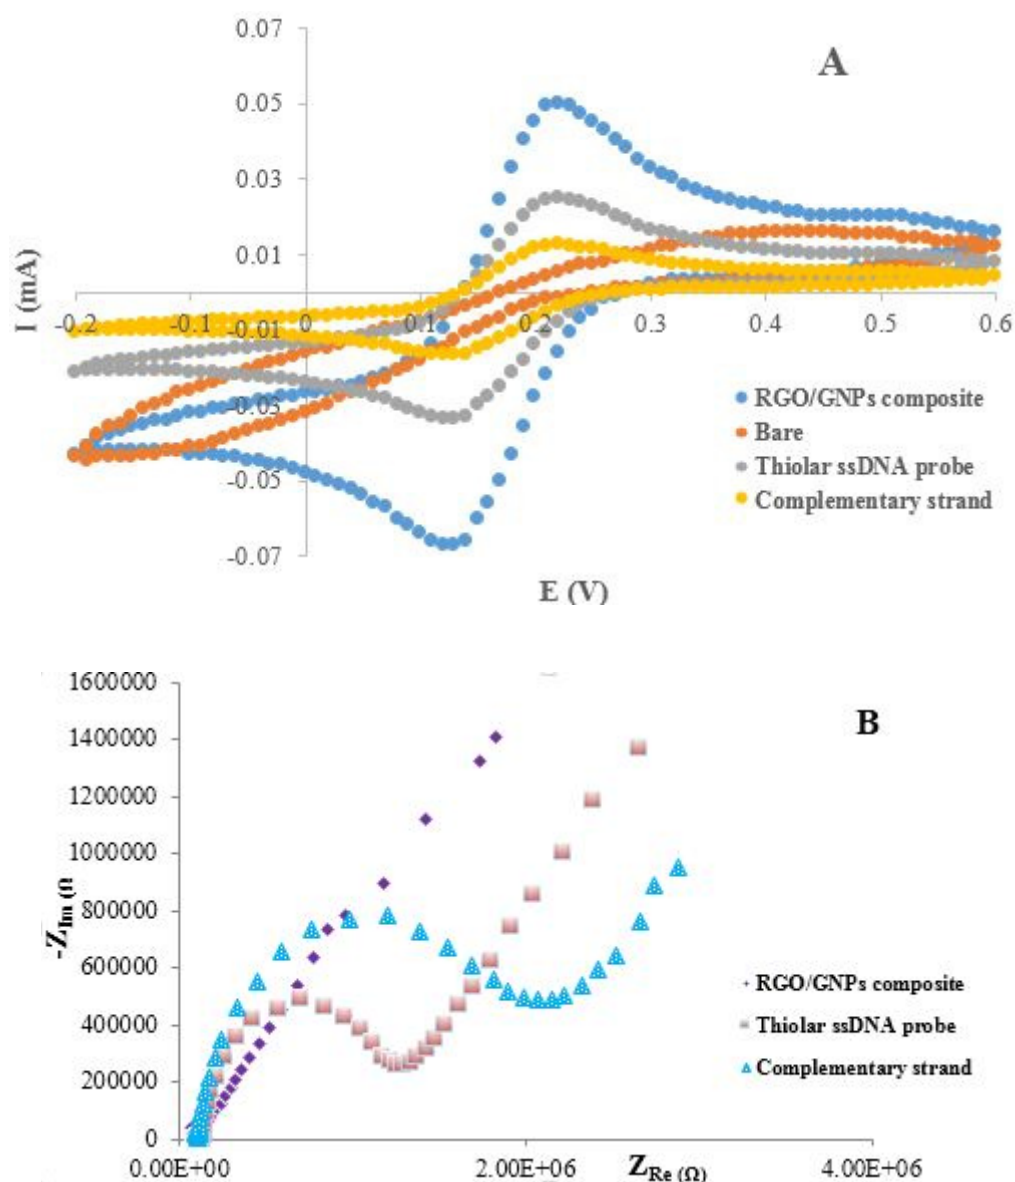 0.07
A
0.05
0.03
0.01
I (mA)
-0.2 -0.1 0 0.1 0.2 0.3 0.4 0.5 0.6
-0.01
-0.03
-0.05
-0.07
RGO/GNPs composite
Bare
Thiolar ssDNA probe
Complementary strand
E (V)
1600000
B
1400000
1200000
1000000
-ZIm (Ω
800000
600000
400000
200000
0
RGO/GNPs composite
Thiolar ssDNA probe
Complementary strand
0.00E+00 2.00E+06 ZRe (Ω) 4.00E+06